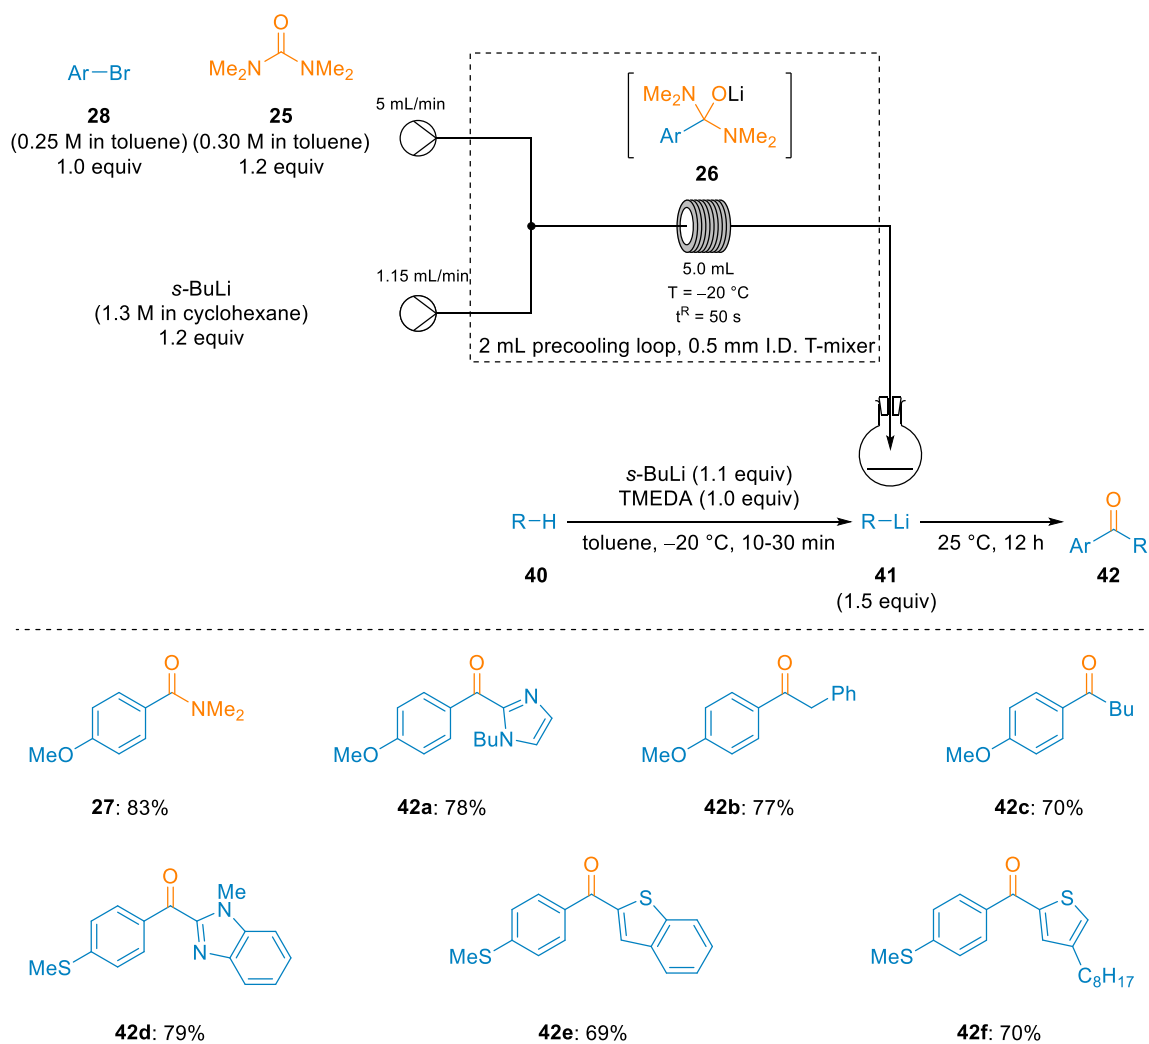 Ar–Br
28
(0.25 M in toluene)
1.0 equiv
O
Me2N NMe2
25
(0.30 M in toluene)
1.2 equiv
5 mL/min
s-BuLi
(1.3 M in cyclohexane)
1.2 equiv
1.15 mL/min
Me2N OLi
Ar NMe2
26
5.0 mL
T = –20 °C
tR = 50 s
2 mL precooling loop, 0.5 mm I.D. T-mixer
R–H
40
s-BuLi (1.1 equiv)
TMEDA (1.0 equiv)
toluene, –20 °C, 10-30 min
R–Li
41
(1.5 equiv)
25 °C, 12 h
O
Ar R
42
O
NMe2
MeO
27: 83%
O
N
BuN
MeO
42a: 78%
O
Ph
MeO
42b: 77%
O
Bu
MeO
42c: 70%
O
Me
N
N
MeS
42d: 79%
O
S
MeS
42e: 69%
O
S
MeS
C8H17
42f: 70%